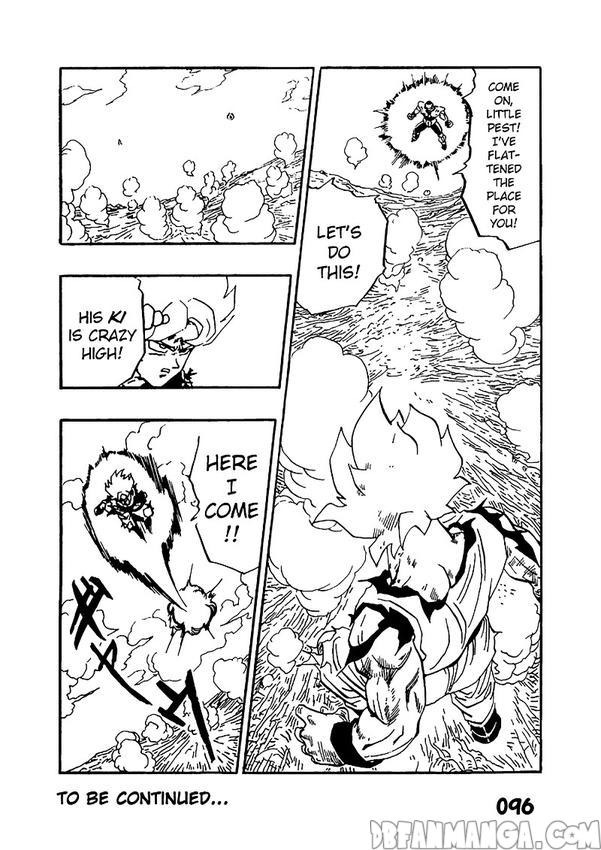 COME
ON,
LITTLE
PEST!
I'VE
FLAT-
TENED
THE
PLACE
FOR
YOU!
LET'S
DO
THIS!
HIS KI
IS CRAZY
HIGH!
HERE
I
COME
!!
TO BE CONTINUED...
096
DBFANMANGA.COM